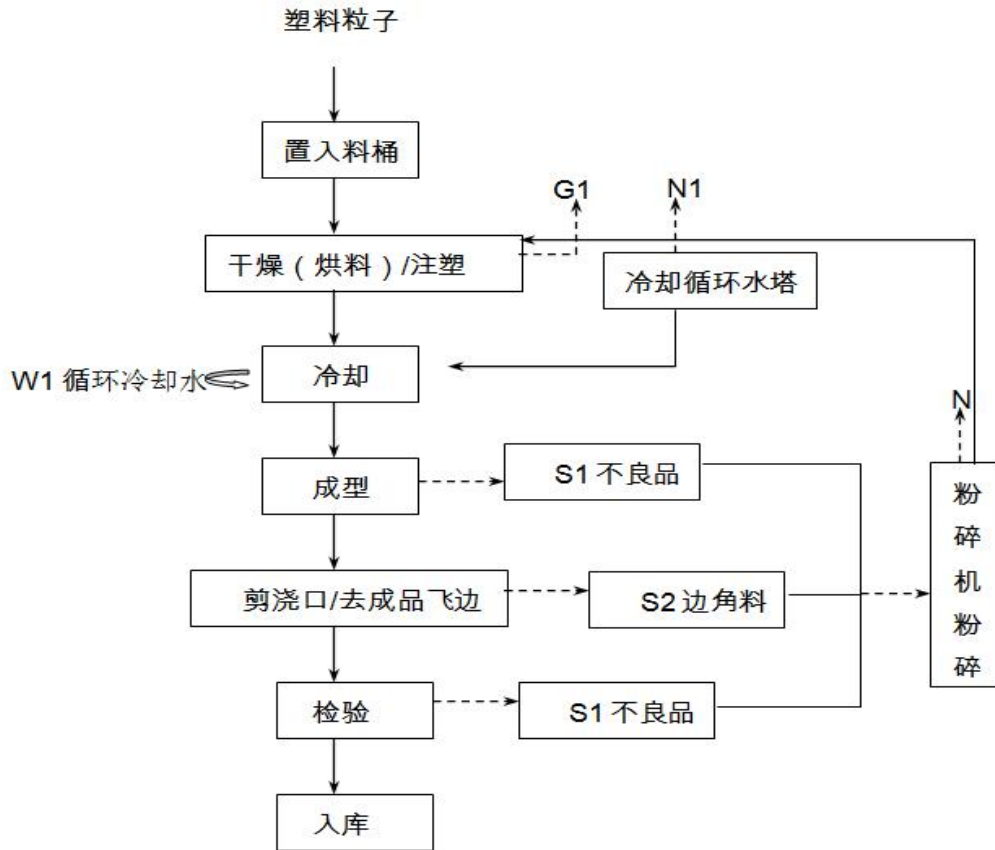 塑料粒子
置入料桶
G1
N1
干燥（烘料）/注塑
冷却循环水塔
W1 循环冷却水
冷却
N
成型
S1 不良品
粉
碎
机
粉
碎
剪浇口/去成品飞边
S2 边角料
检验
S1 不良品
入库